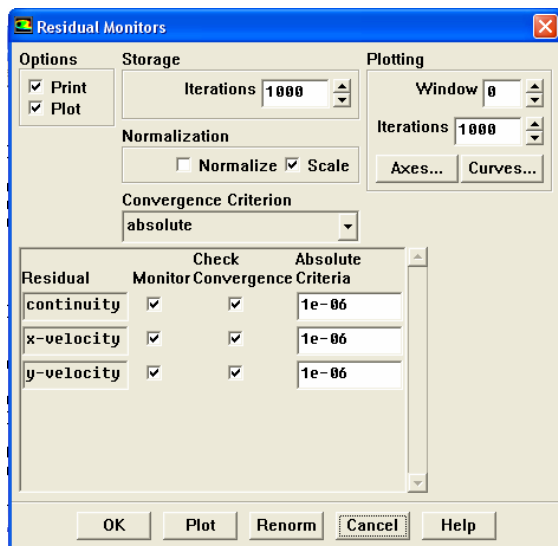 Residual Monitors
Options
Print
Plot
Storage
Iterations 1000
Normalization
Normalize Scale
Convergence Criterion
absolute
Plotting
Window 0
Iterations 1000
Axes... Curves...
Check Absolute
Residual Monitor Convergence Criteria
continuity 1e-06
x-velocity 1e-06
y-velocity 1e-06
OK Plot Renorm Cancel Help